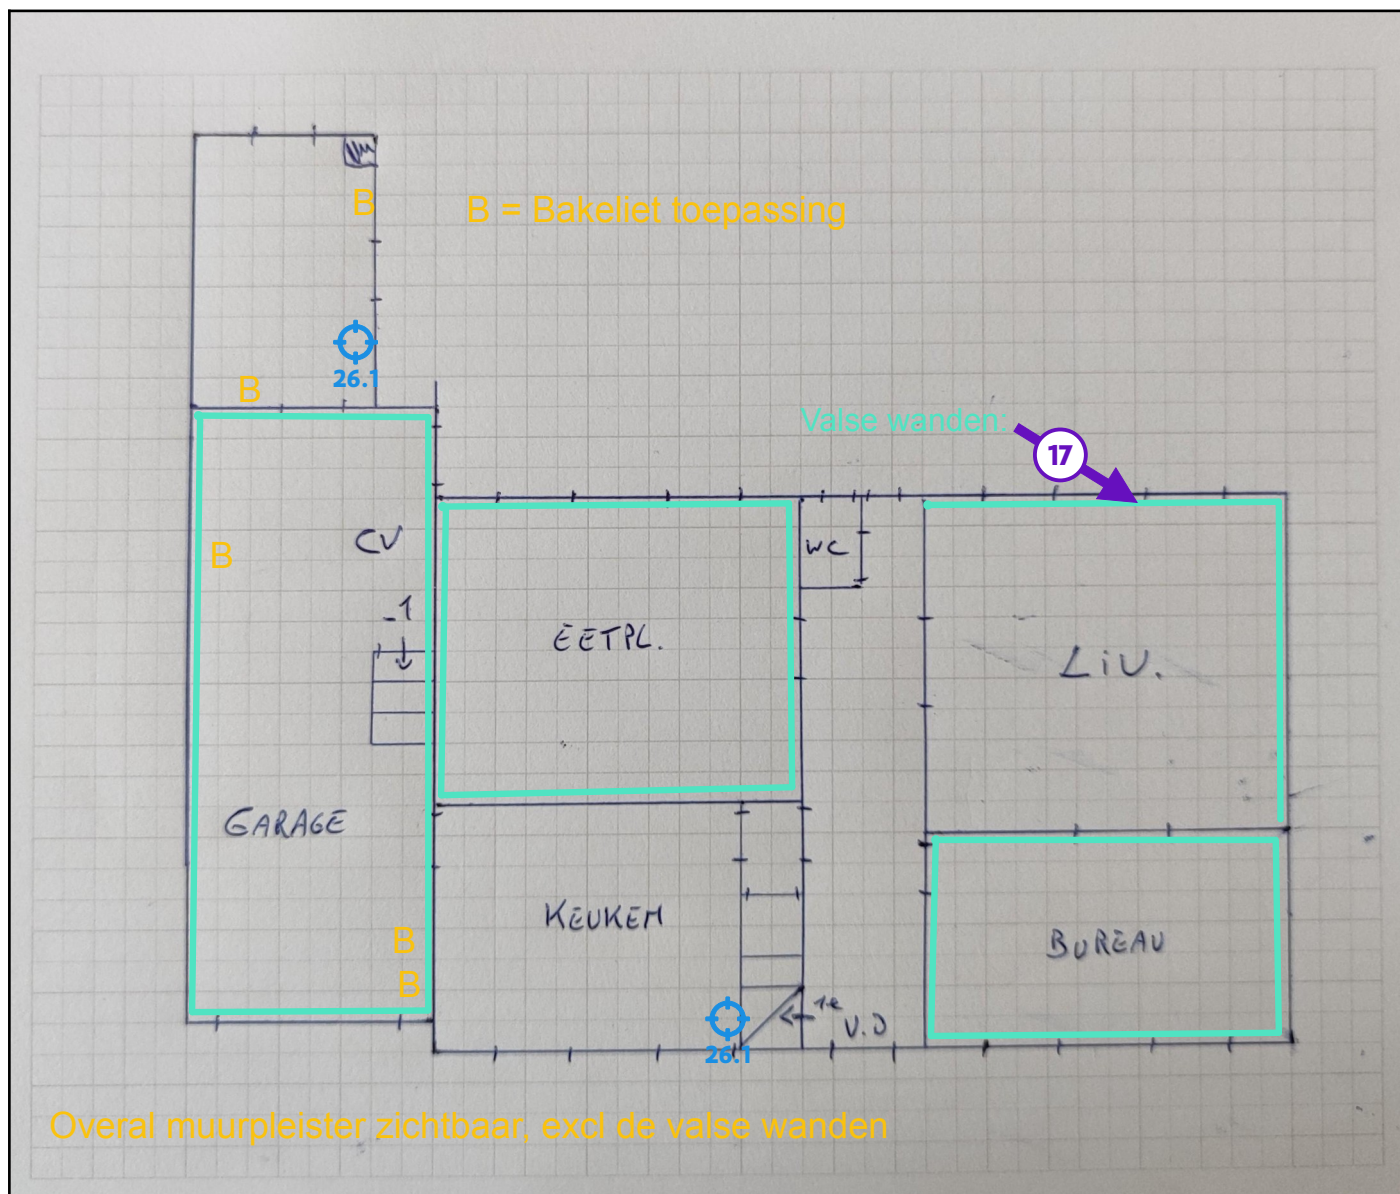 B
B = Bakeliet toepassing
26.1
B
Valse wanden:
17
CV
WC
B
-1
EETPL.
LIV.
GARAGE
KEUKEN
B
BUREAU
B
1e
V.D
26.1
Overal muurpleister zichtbaar, excl de valse wanden